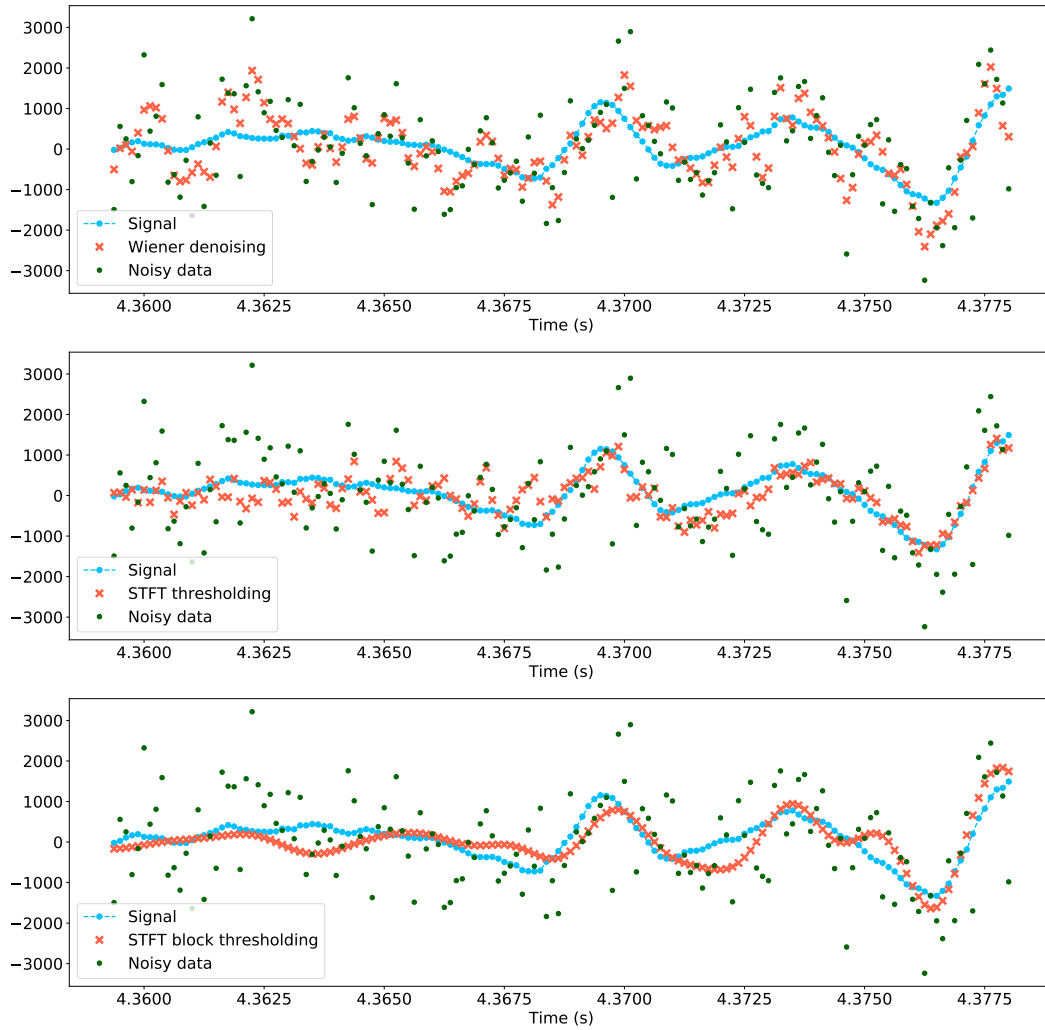 3000
2000
1000
0
−1000
−2000
−3000
Signal
Wiener denoising
Noisy data
4.3600 4.3625 4.3650 4.3675 4.3700 4.3725 4.3750 4.3775
Time (s)
3000
2000
1000
0
−1000
−2000
−3000
Signal
STFT thresholding
Noisy data
4.3600 4.3625 4.3650 4.3675 4.3700 4.3725 4.3750 4.3775
Time (s)
3000
2000
1000
0
−1000
−2000
−3000
Signal
STFT block thresholding
Noisy data
4.3600 4.3625 4.3650 4.3675 4.3700 4.3725 4.3750 4.3775
Time (s)